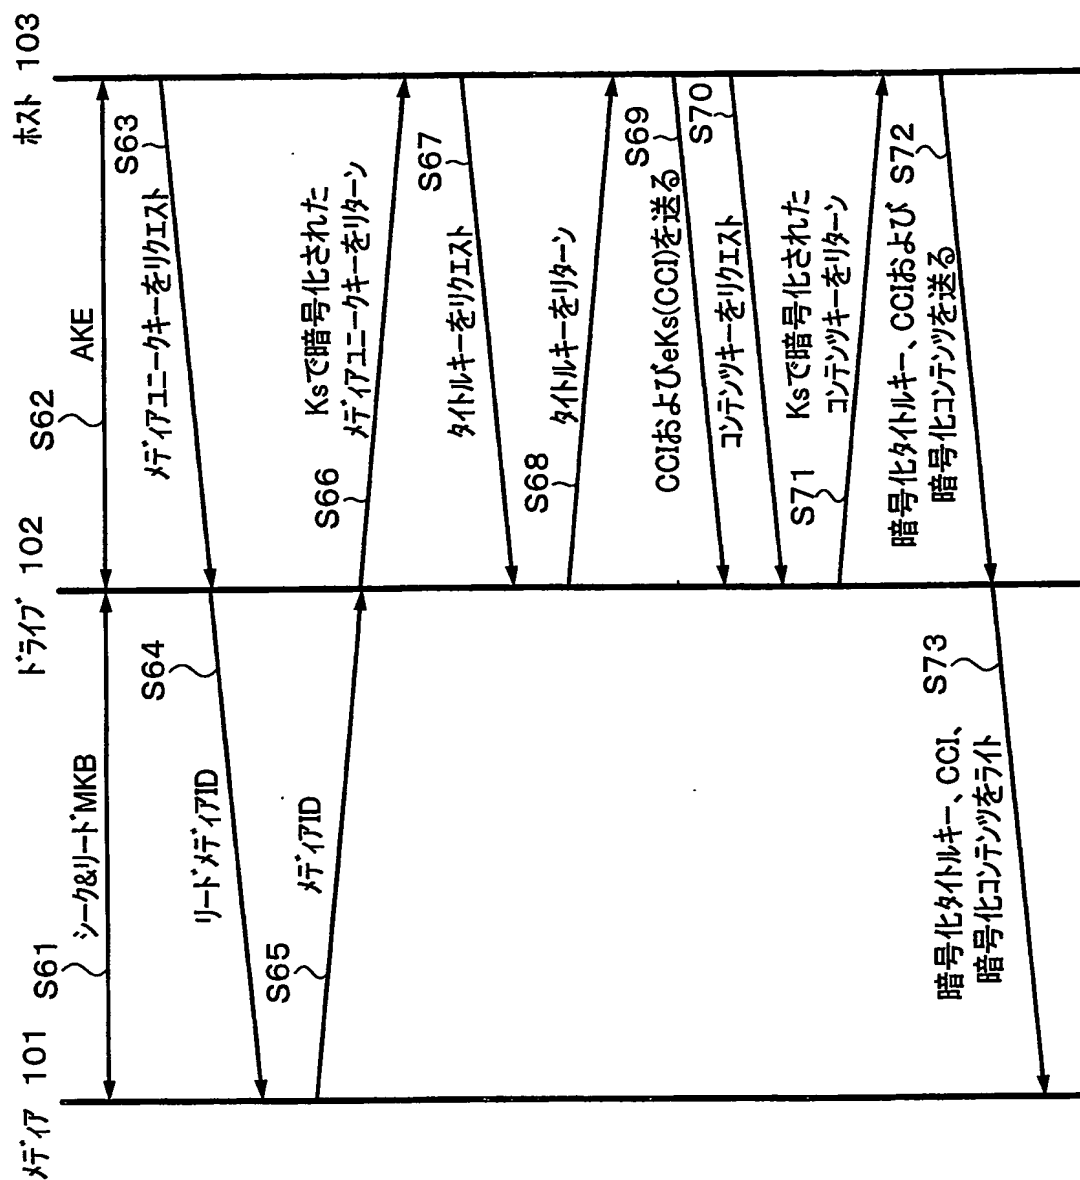 メディア 101
ドライブ 102
ホスト 103
S61
シーク&リードMKB
S62
AKE
S63
メディアユニークキーをリクエスト
S64
リードメディアID
S65
メディアID
S66
Ksで暗号化された
メディアユニークキーをリターン
S67
タイトルキーをリクエスト
S68
タイトルキーをリターン
S69
CCIおよびeKs(CCI)を送る
S70
コンテンツキーをリクエスト
S71
Ksで暗号化された
コンテンツキーをリターン
S72
暗号化タイトルキー、CCIおよび
暗号化コンテンツを送る
S73
暗号化タイトルキー、CCI、
暗号化コンテンツをライト